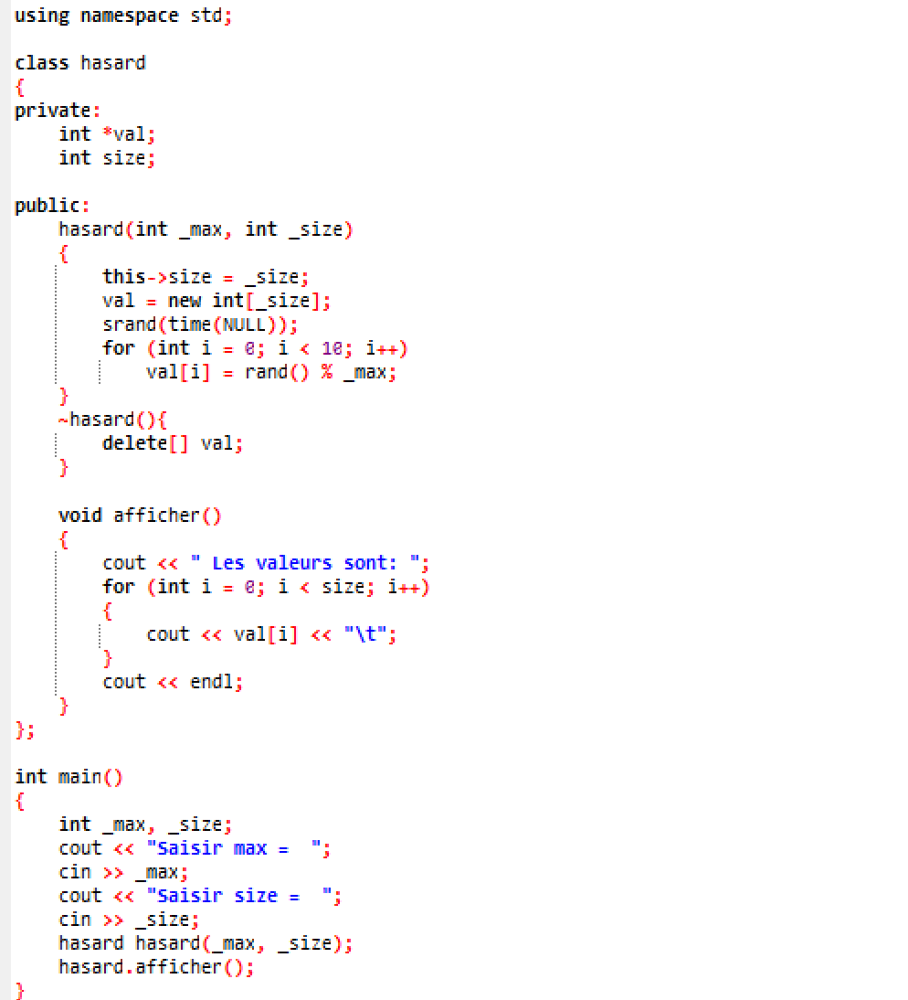 using namespace std;
class hasard
{
private:
int *val;
int size;
public:
hasard(int _max, int _size)
{
this->size = _size;
val = new int[_size];
srand(time(NULL));
for (int i = 0; i < 10; i++)
val[i] = rand() % _max;
}
~hasard(){
delete[] val;
}
void afficher()
{
cout << " Les valeurs sont: ";
for (int i = 0; i < size; i++)
{
cout << val[i] << "\t";
}
cout << endl;
}
};
int main()
{
int _max, _size;
cout << "Saisir max =  ";
cin >> _max;
cout << "Saisir size =  ";
cin >> _size;
hasard hasard(_max, _size);
hasard.afficher();
}